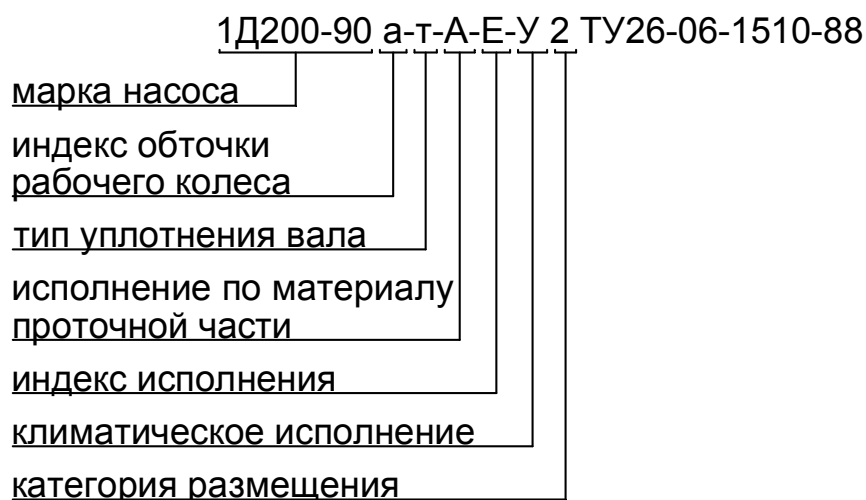 1Д200-90 а-т-А-Е-У 2 ТУ26-06-1510-88
марка насоса
индекс обточки
рабочего колеса
тип уплотнения вала
исполнение по материалу
проточной части
индекс исполнения
климатическое исполнение
категория размещения